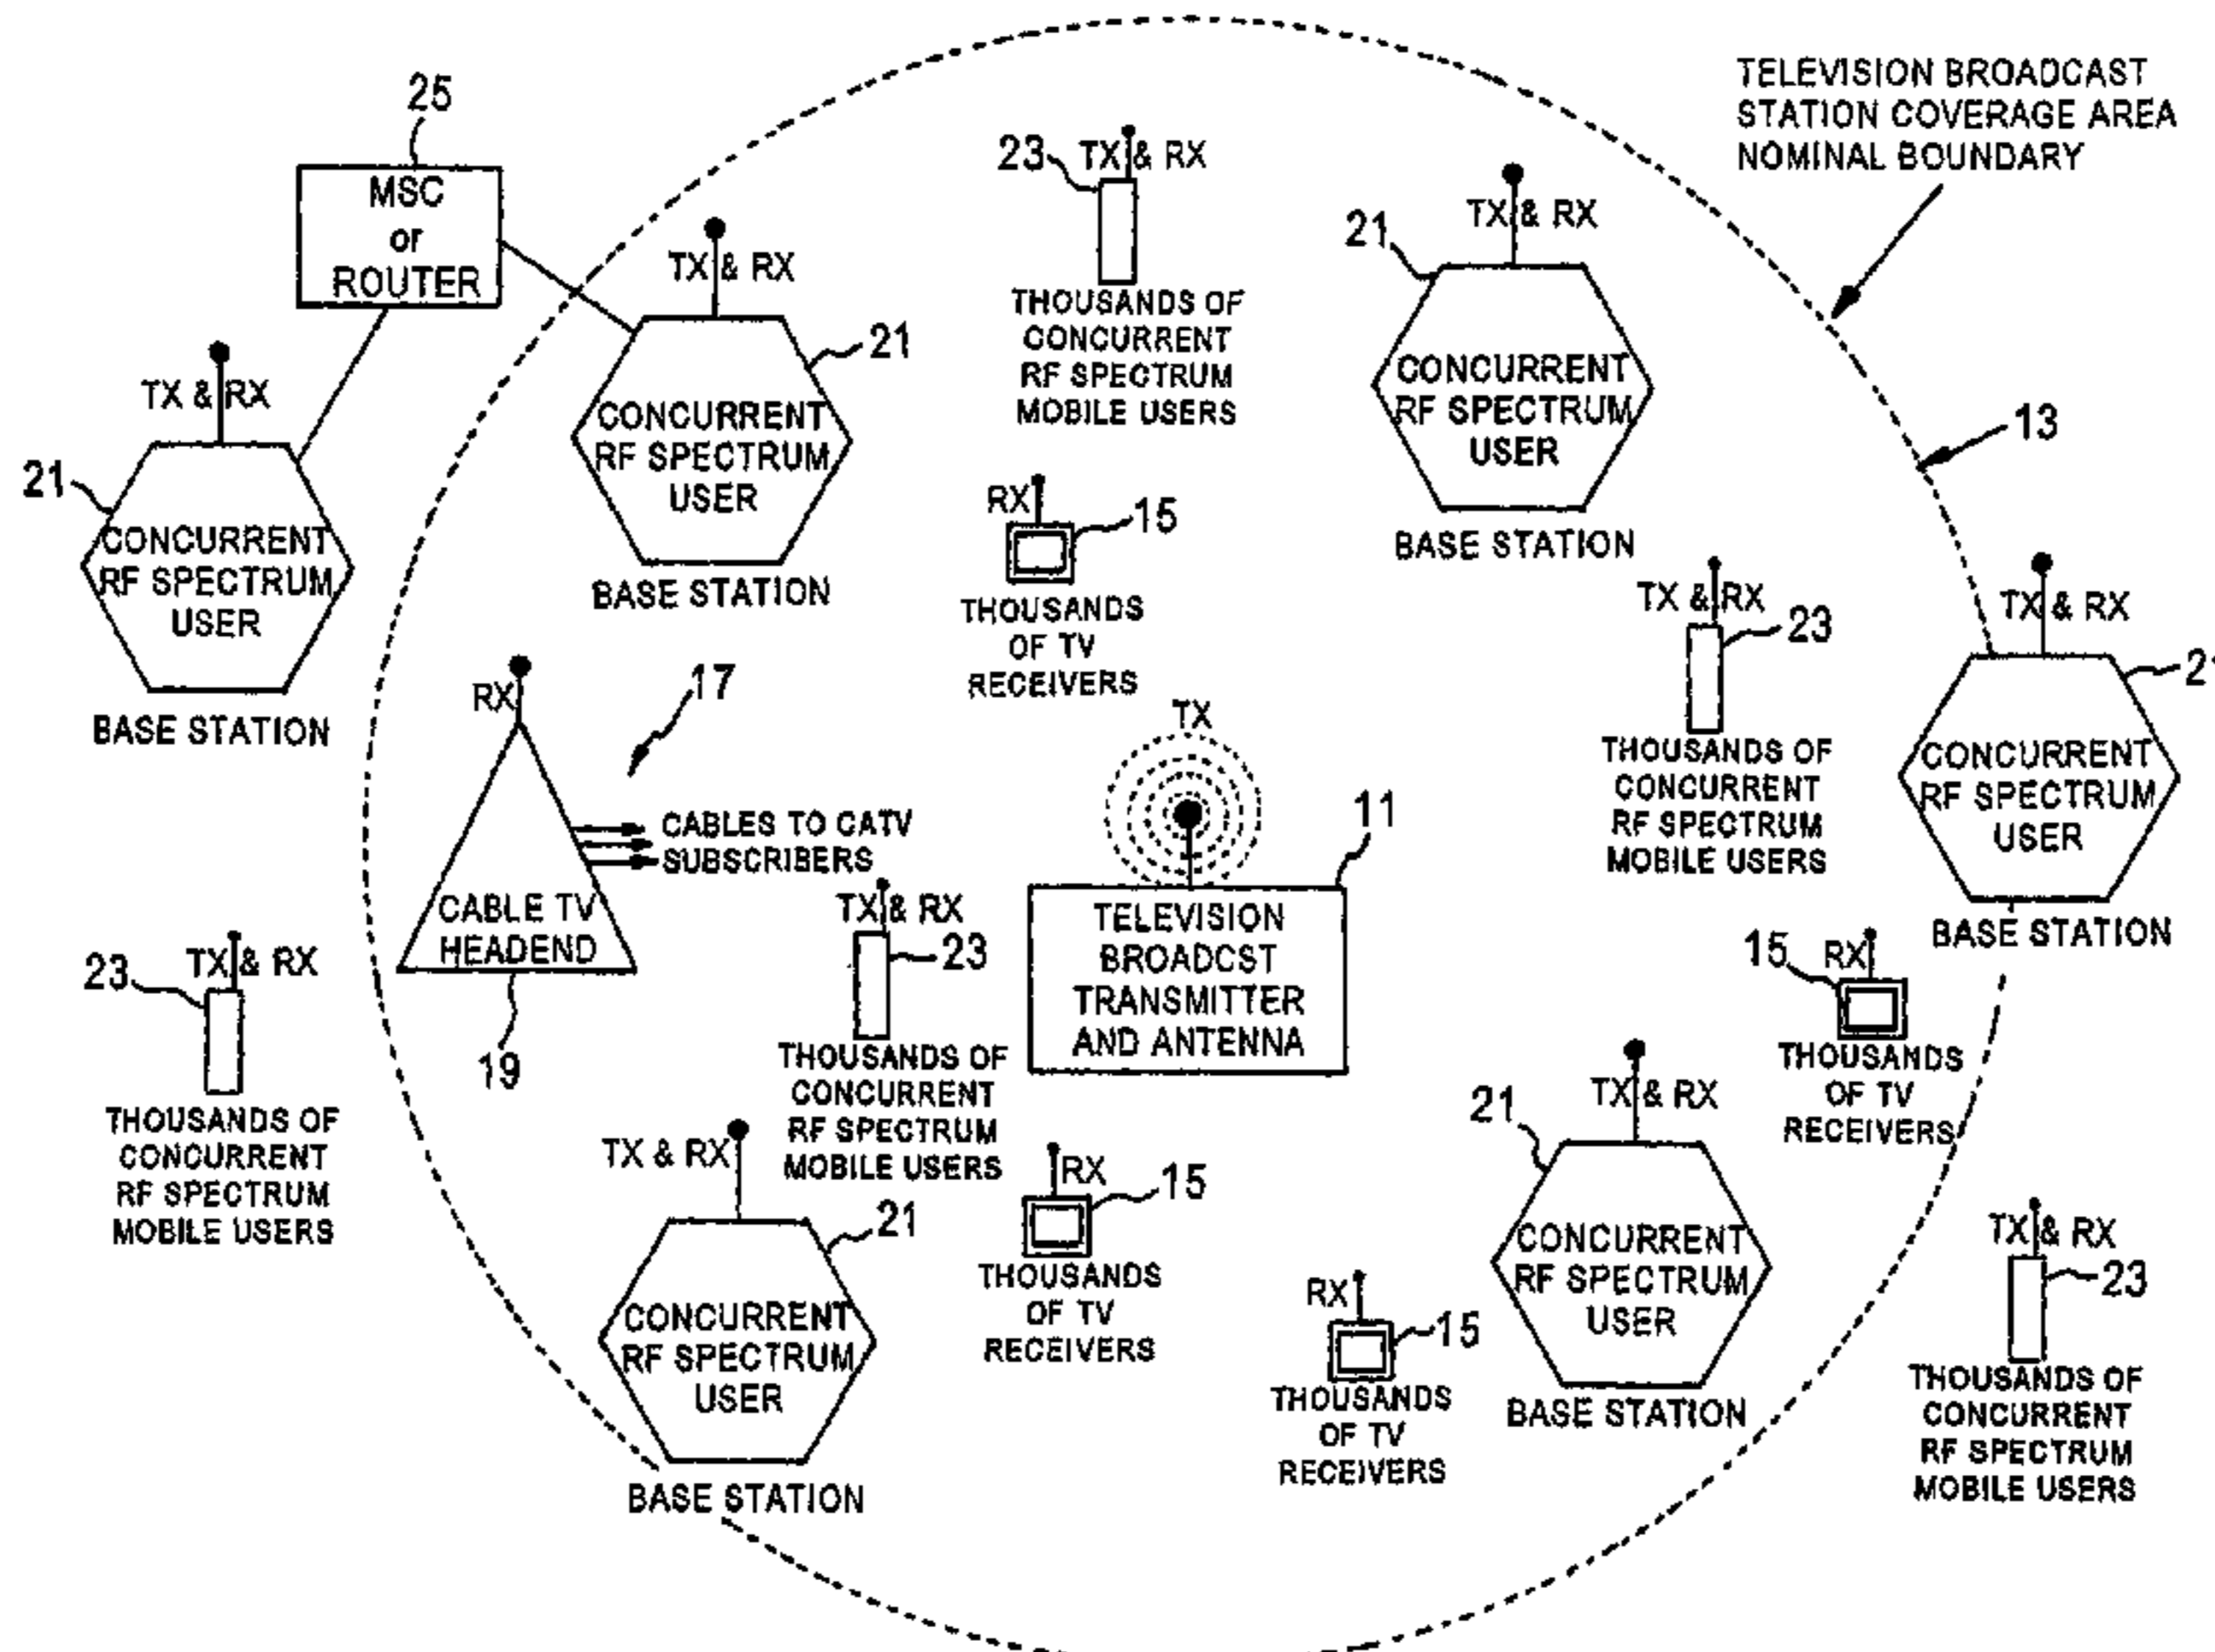 TELEVISION BROADCAST
STATION COVERAGE AREA
NOMINAL BOUNDARY
25
MSC
or
ROUTER
23
TX & RX
THOUSANDS OF
CONCURRENT
RF SPECTRUM
MOBILE USERS
21
TX & RX
CONCURRENT
RF SPECTRUM
USER
BASE STATION
TX & RX
21
CONCURRENT
RF SPECTRUM
USER
BASE STATION
TX & RX
21
CONCURRENT
RF SPECTRUM
USER
BASE STATION
13
RX
15
THOUSANDS
OF TV
RECEIVERS
TX & RX
23
THOUSANDS OF
CONCURRENT
RF SPECTRUM
MOBILE USERS
TX & RX
CONCURRENT
RF SPECTRUM
USER
BASE STATION
RX
17
CABLES TO CATV
SUBSCRIBERS
CABLE TV
HEADEND
19
TX
11
TELEVISION
BROADCST
TRANSMITTER
AND ANTENNA
TX & RX
23
THOUSANDS OF
CONCURRENT
RF SPECTRUM
MOBILE USERS
23
TX & RX
THOUSANDS OF
CONCURRENT
RF SPECTRUM
MOBILE USERS
15
RX
THOUSANDS
OF TV
RECEIVERS
TX & RX
21
CONCURRENT
RF SPECTRUM
USER
BASE STATION
RX
15
THOUSANDS
OF TV
RECEIVERS
RX
15
THOUSANDS
OF TV
RECEIVERS
21
TX & RX
CONCURRENT
RF SPECTRUM
USER
BASE STATION
TX & RX
23
THOUSANDS OF
CONCURRENT
RF SPECTRUM
MOBILE USERS